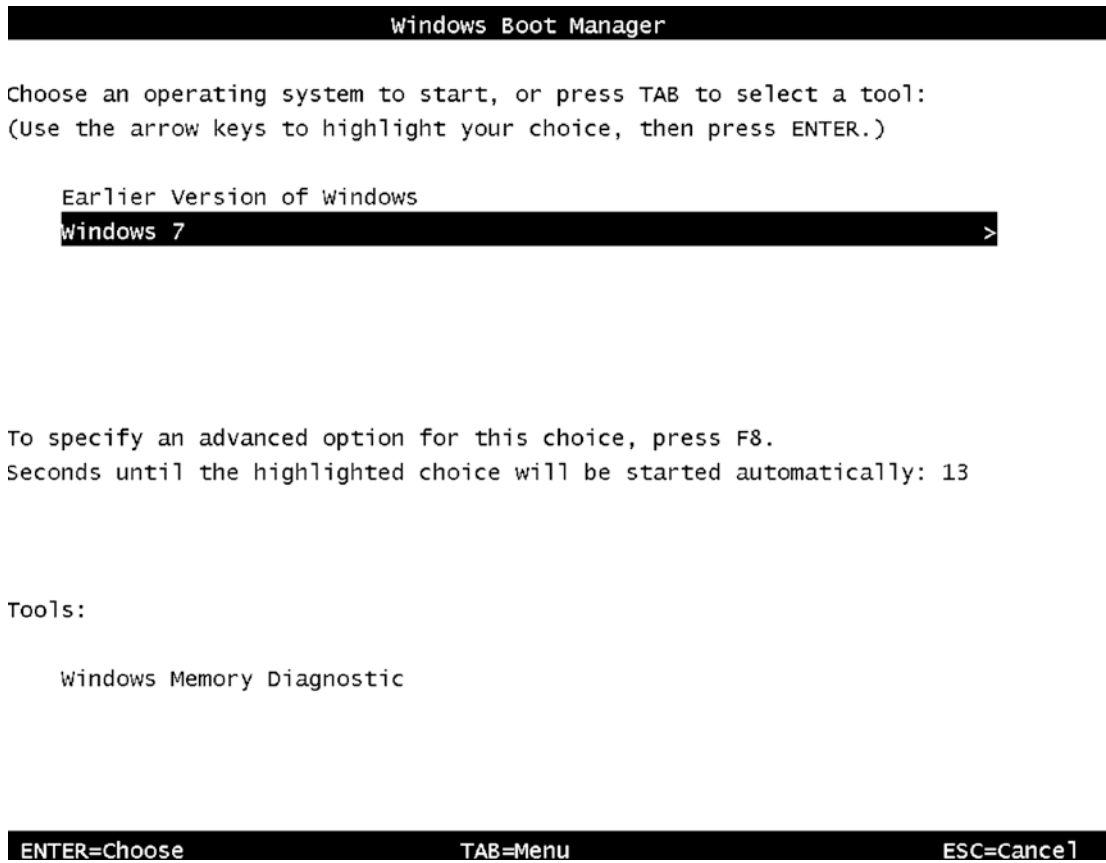 Windows Boot Manager
Choose an operating system to start, or press TAB to select a tool:
(Use the arrow keys to highlight your choice, then press ENTER.)
Earlier Version of Windows
Windows 7 >
To specify an advanced option for this choice, press F8.
Seconds until the highlighted choice will be started automatically: 13
Tools:
Windows Memory Diagnostic
ENTER=Choose TAB=Menu ESC=Cancel